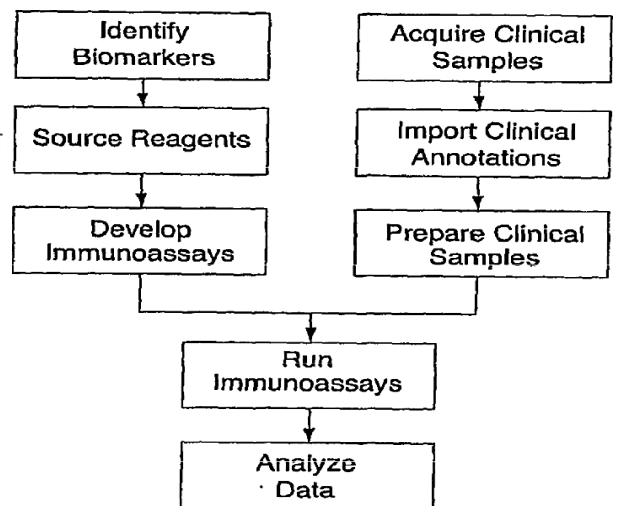 Identify
Biomarkers
Source Reagents
Develop
Immunoassays
Acquire Clinical
Samples
Import Clinical
Annotations
Prepare Clinical
Samples
Run
Immunoassays
Analyze
Data